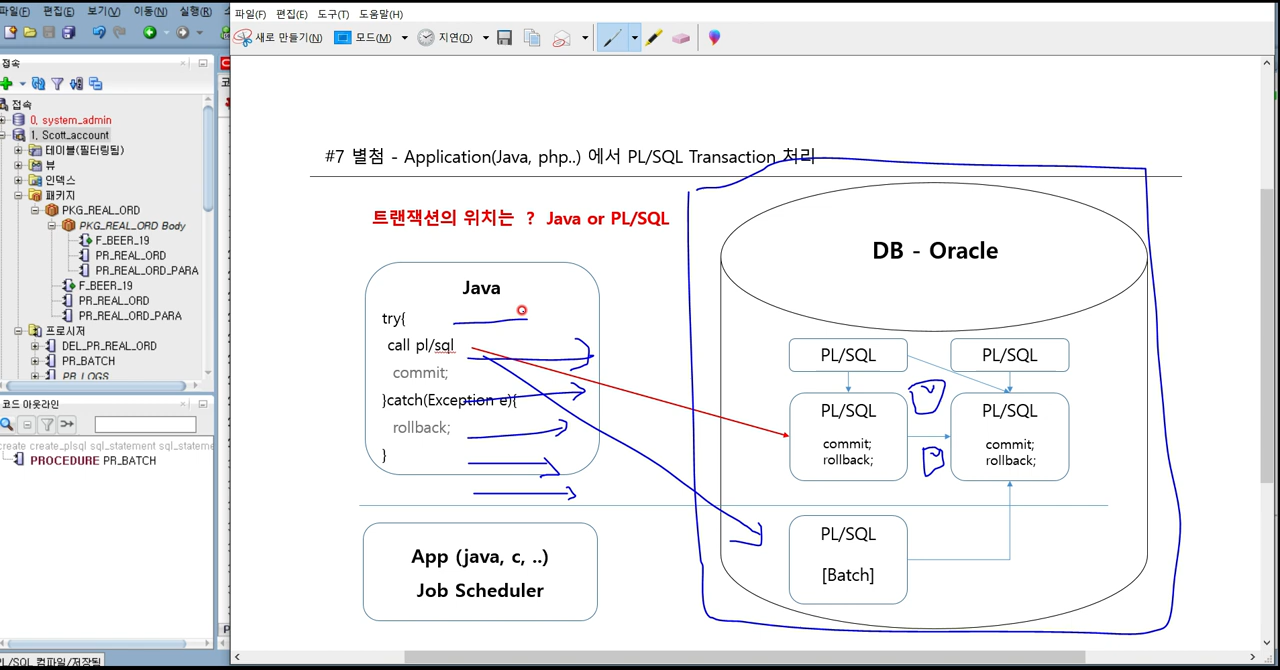 파일(F) 편집(E) 보기(V) 이동(N) 실행(R)
접속
접속
0. system_admin
1. Scott_account
테이블(필터링됨)
뷰
인덱스
패키지
PKG_REAL_ORD
PKG_REAL_ORD Body
F_BEER_19
PR_REAL_ORD
PR_REAL_ORD_PARA
F_BEER_19
PR_REAL_ORD
PR_REAL_ORD_PARA
프로시저
DEL_PR_REAL_ORD
PR_BATCH
PR_LOGS
코드 아웃라인
create create_plsql sql_statement sql_stateme
PROCEDURE PR_BATCH
PL/SQL 컴파일/저장됨
파일(F) 편집(E) 도구(T) 도움말(H)
새로 만들기(N) 모드(M) 지연(D)
#7 별첨 - Application(Java, php..) 에서 PL/SQL Transaction 처리
트랜잭션의 위치는 ? Java or PL/SQL
Java
try{
call pl/sql
commit;
}catch(Exception e){
rollback;
}
App (java, c, ..)
Job Scheduler
DB - Oracle
PL/SQL
PL/SQL
PL/SQL
commit;
rollback;
PL/SQL
commit;
rollback;
PL/SQL
[Batch]